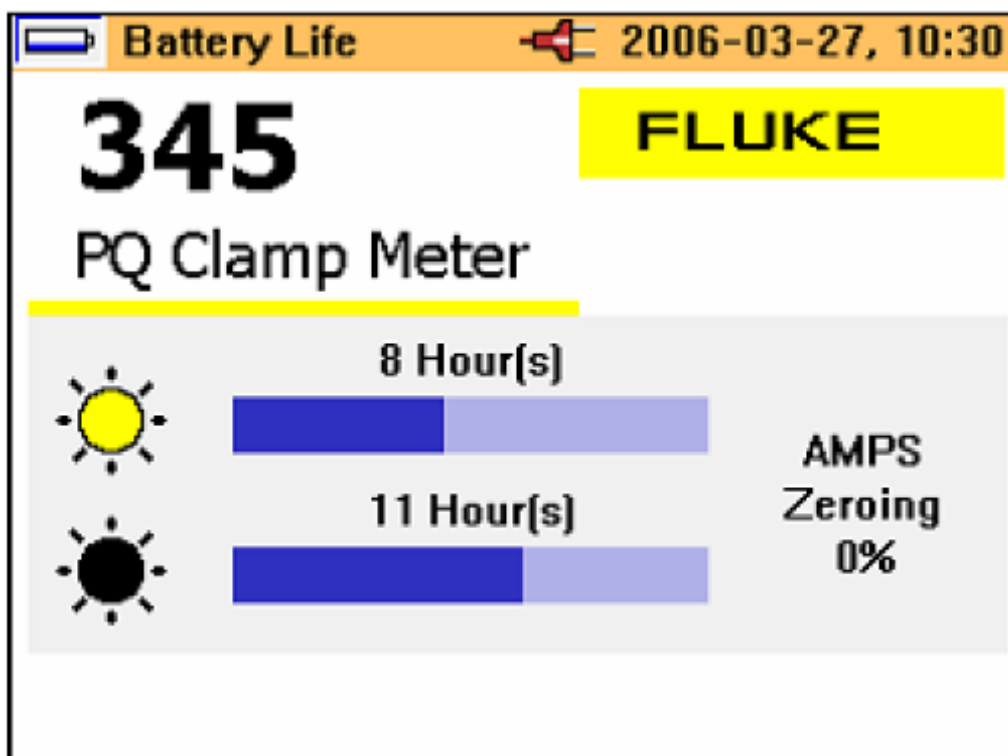 Battery Life 2006-03-27, 10:30
345
FLUKE
PQ Clamp Meter
8 Hour(s)
11 Hour(s)
AMPS
Zeroing
0%